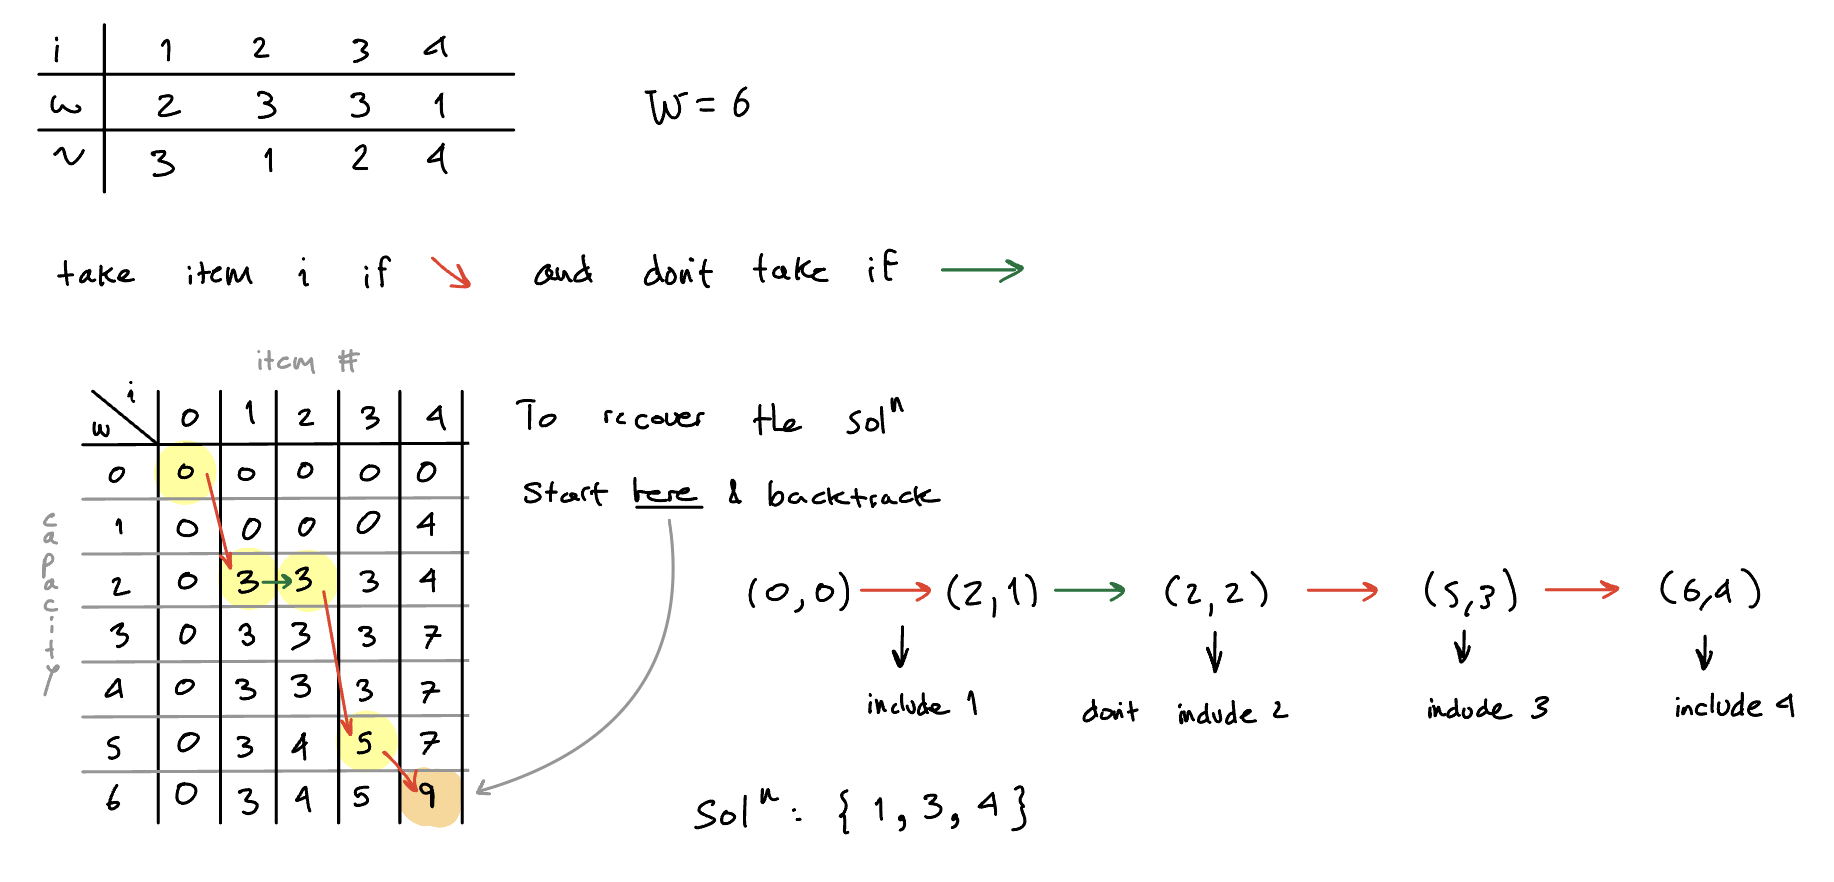 i 1 2 3 4
w 2 3 3 1
v 3 1 2 4
W = 6
take item i if ↘ and don't take if →
item #
capacity
w \ i 0 1 2 3 4
0 0 0 0 0 0
1 0 0 0 0 4
2 0 3 3 3 4
3 0 3 3 3 7
4 0 3 3 3 7
5 0 3 4 5 7
6 0 3 4 5 9
To recover the solⁿ
start here & backtrack
(0,0) → (2,1) → (2,2) → (5,3) → (6,4)
include 1 don't include 2 include 3 include 4
Solⁿ: {1, 3, 4}